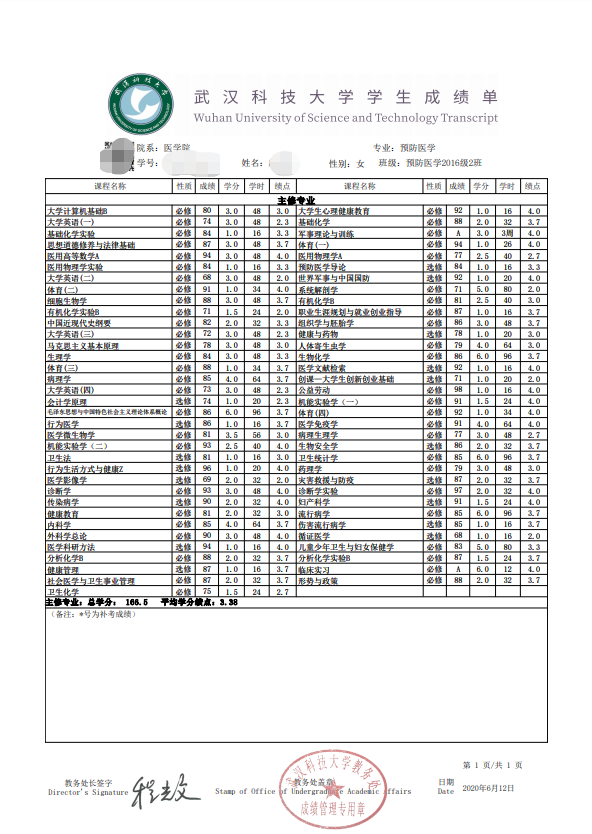 武汉科技大学学生成绩单
Wuhan University of Science and Technology Transcript
院系：医学院 专业：预防医学
学号： 姓名： 性别：女 班级：预防医学2016级2班
课程名称 性质 成绩 学分 学时 绩点 课程名称 性质 成绩 学分 学时 绩点
主修专业
大学计算机基础B 必修 80 3.0 48 3.0 大学生心理健康教育 必修 92 1.0 16 4.0
大学英语(一) 必修 74 3.0 48 2.3 基础化学 必修 88 2.0 32 3.7
基础化学实验 必修 84 1.0 16 3.3 军事理论与训练 必修 A 3.0 3周 4.0
思想道德修养与法律基础 必修 87 3.0 48 3.7 体育(一) 必修 94 1.0 26 4.0
医用高等数学A 必修 94 3.0 48 4.0 医用物理学A 必修 77 2.5 40 2.7
医用物理学实验 必修 84 1.0 16 3.3 预防医学导论 选修 84 1.0 16 3.3
大学英语(二) 必修 68 3.0 48 2.3 世界军事与中国国防 选修 92 1.0 20 4.0
体育(二) 必修 91 1.0 34 4.0 系统解剖学 必修 71 5.0 80 2.0
细胞生物学 必修 88 3.0 48 3.7 有机化学B 必修 81 2.5 40 3.0
有机化学实验B 必修 71 1.5 24 2.0 职业生涯规划与就业创业指导 必修 87 1.0 16 3.7
中国近现代史纲要 必修 82 2.0 32 3.3 组织学与胚胎学 必修 86 3.0 48 3.7
大学英语(三) 必修 72 3.0 48 2.3 健康与药物 选修 78 1.0 20 3.0
马克思主义基本原理 必修 78 3.0 48 3.0 人体寄生虫学 必修 79 4.0 64 3.0
生理学 必修 84 3.0 48 3.3 生物化学 必修 86 6.0 96 3.7
体育(三) 必修 88 1.0 34 3.7 医学文献检索 选修 92 1.0 16 4.0
病理学 必修 85 4.0 64 3.7 创课—大学生创新创业基础 选修 71 1.0 20 2.0
大学英语(四) 必修 73 3.0 48 2.3 公益劳动 必修 98 1.0 16 4.0
会计学原理 选修 74 1.0 20 2.3 机能实验学（一） 必修 91 1.5 24 4.0
毛泽东思想与中国特色社会主义理论体系概论 必修 86 6.0 96 3.7 体育(四) 必修 92 1.0 34 4.0
行为医学 选修 86 1.0 16 3.7 医学免疫学 必修 91 4.0 64 4.0
医学微生物学 必修 81 3.5 56 3.0 病理生理学 必修 77 3.0 48 2.7
机能实验学（二） 必修 93 2.5 40 4.0 生物安全学 选修 86 2.0 32 3.7
卫生法 选修 81 1.0 16 3.0 卫生统计学 必修 85 6.0 96 3.7
行为生活方式与健康Z 选修 96 1.0 20 4.0 药理学 必修 79 3.0 48 3.0
医学影像学 选修 69 2.0 32 2.0 灾害救援与防疫 选修 87 2.0 32 3.7
诊断学 必修 93 3.0 48 4.0 诊断学实验 必修 97 2.0 32 4.0
传染病学 必修 90 2.0 32 4.0 妇产科学 选修 91 1.5 24 4.0
健康教育 必修 81 2.0 32 3.0 流行病学 必修 85 6.0 96 3.7
内科学 必修 85 4.0 64 3.7 伤害流行病学 选修 85 1.0 16 3.7
外科学总论 必修 90 3.0 48 4.0 循证医学 选修 68 1.0 16 2.0
医学科研方法 选修 94 1.0 16 4.0 儿童少年卫生与妇女保健学 必修 83 5.0 80 3.3
分析化学B 必修 88 2.0 32 3.7 分析化学实验B 必修 87 1.5 24 3.7
健康管理 选修 87 1.0 16 3.7 临床实习 必修 A 6.0 12 4.0
社会医学与卫生事业管理 必修 87 2.0 32 3.7 形势与政策 必修 88 2.0 32 3.7
卫生化学 必修 75 1.5 24 2.7
主修专业：总学分： 166.5 平均学分绩点：3.38
（备注：*号为补考成绩）
第 1 页/共 1 页
教务处长签字 教务处盖章 日期
Director's Signature Stamp of Office of Undergraduate Academic Affairs Date 2020年6月12日
武汉科技大学教务处
成绩管理专用章